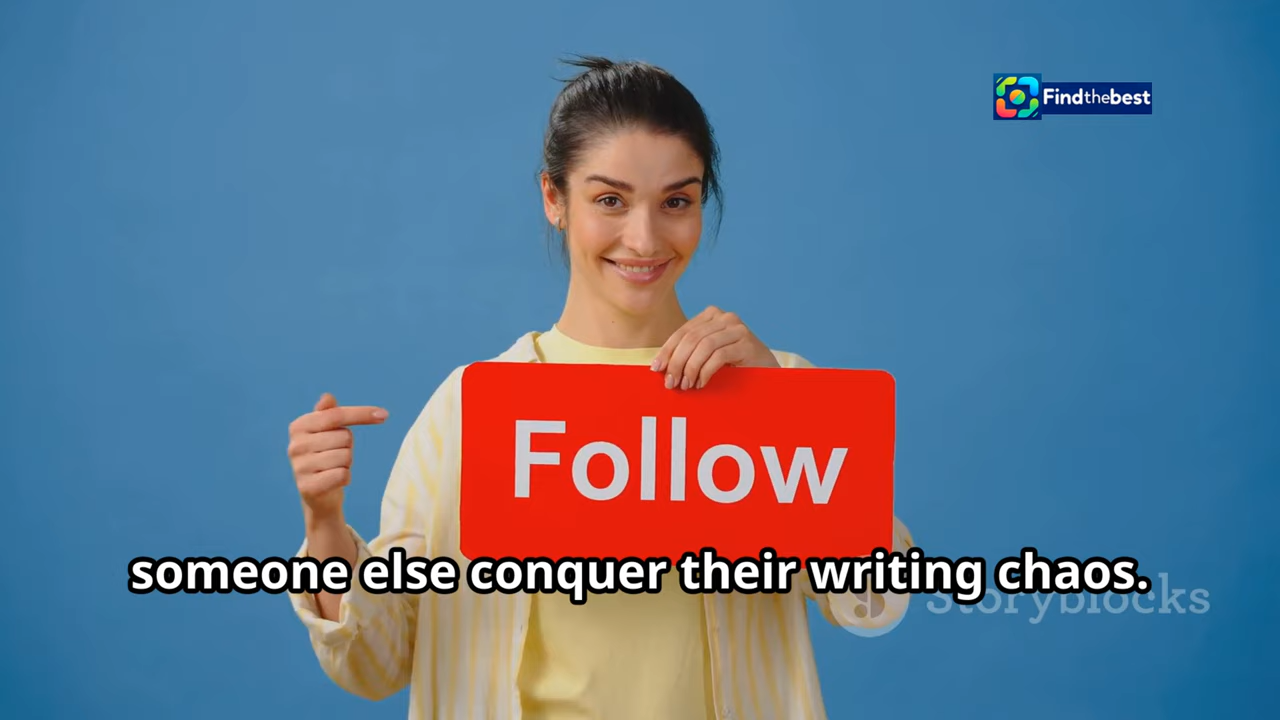 Findthebest
Follow
someone else conquer their writing chaos.
Storyblocks